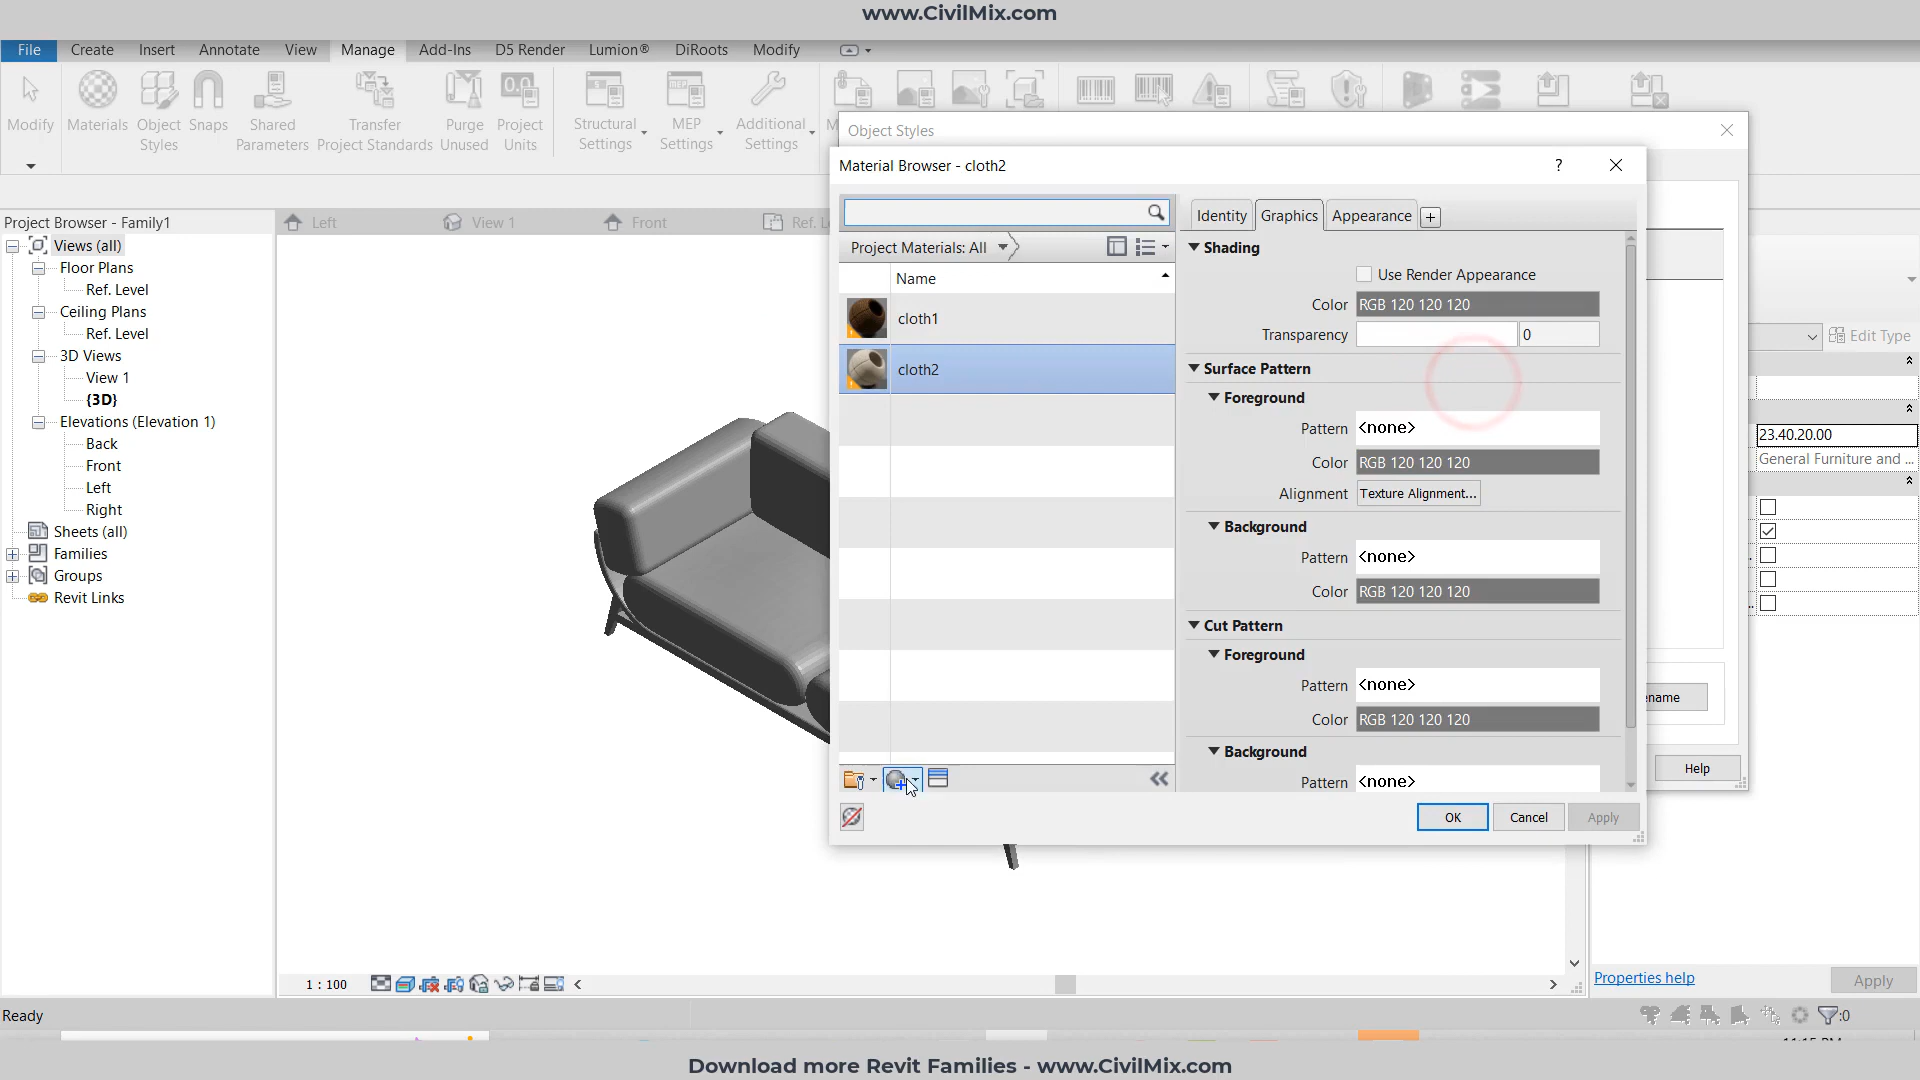 www.CivilMix.com
File Create Insert Annotate View Manage Add-Ins D5 Render Lumion® DiRoots Modify
Modify
Materials
Object
Styles
Snaps
Shared
Parameters
Transfer
Project Standards
Purge
Unused
Project
Units
Structural
Settings
MEP
Settings
Additional
Settings
Object Styles
Material Browser - cloth2
?
Project Browser - Family1
Left
View 1
Front
Ref. L
Views (all)
Floor Plans
Ref. Level
Ceiling Plans
Ref. Level
3D Views
View 1
{3D}
Elevations (Elevation 1)
Back
Front
Left
Right
Sheets (all)
Families
Groups
Revit Links
Project Materials: All
Name
cloth1
cloth2
Identity Graphics Appearance +
Shading
Use Render Appearance
Color RGB 120 120 120
Transparency 0
Surface Pattern
Foreground
Pattern <none>
Color RGB 120 120 120
Alignment Texture Alignment...
Background
Pattern <none>
Color RGB 120 120 120
Cut Pattern
Foreground
Pattern <none>
Color RGB 120 120 120
Background
Pattern <none>
OK Cancel Apply
ename
Help
Edit Type
23.40.20.00
General Furniture and ...
Properties help
Apply
1 : 100
Ready
:0
Download more Revit Families - www.CivilMix.com